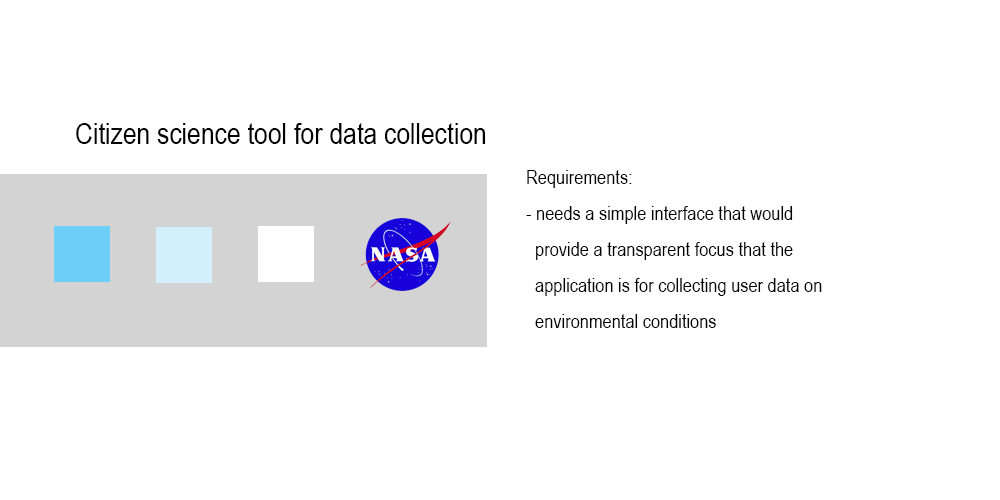 Citizen science tool for data collection
NASA
Requirements:
- needs a simple interface that would
provide a transparent focus that the
application is for collecting user data on
environmental conditions